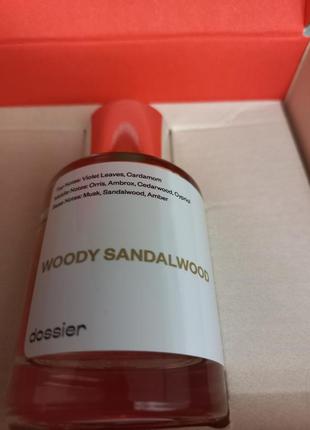 Top Notes: Violet Leaves, Cardamom
Middle Notes: Orris, Ambrox, Cedarwood, Cypriol
Base Notes: Musk, Sandalwood, Amber
WOODY SANDALWOOD
dossier